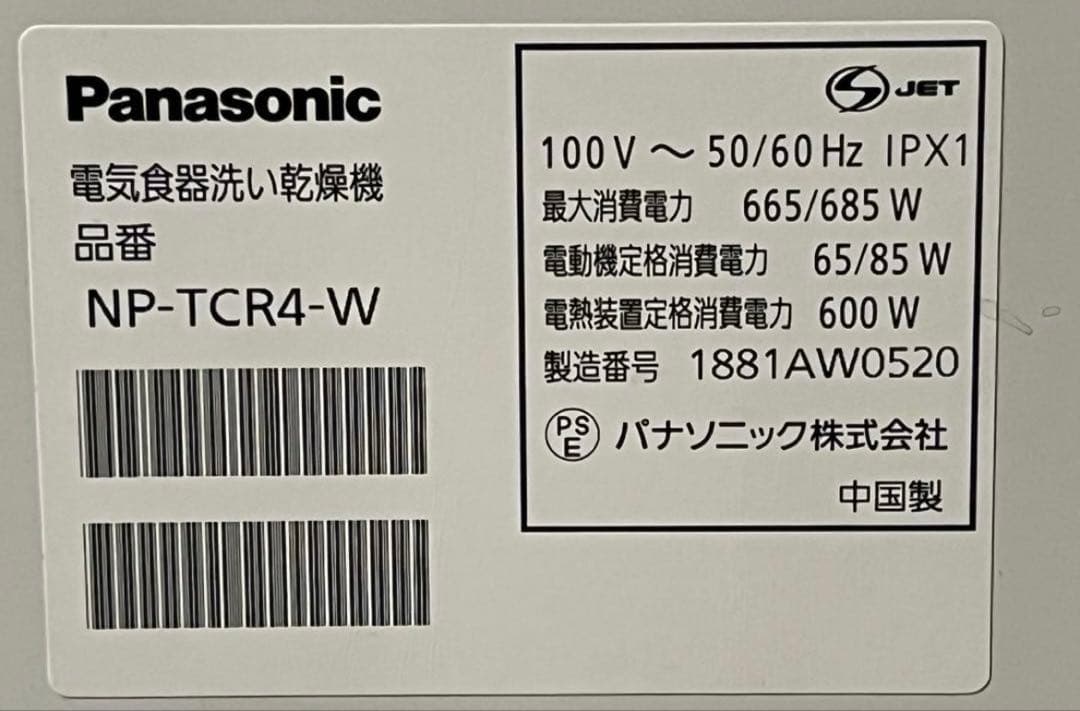 Panasonic
電気食器洗い乾燥機
品番
NP-TCR4-W
S JET
100V～50/60Hz IPX1
最大消費電力 665/685W
電動機定格消費電力 65/85W
電熱装置定格消費電力 600W
製造番号 1881AW0520
PSE パナソニック株式会社
中国製